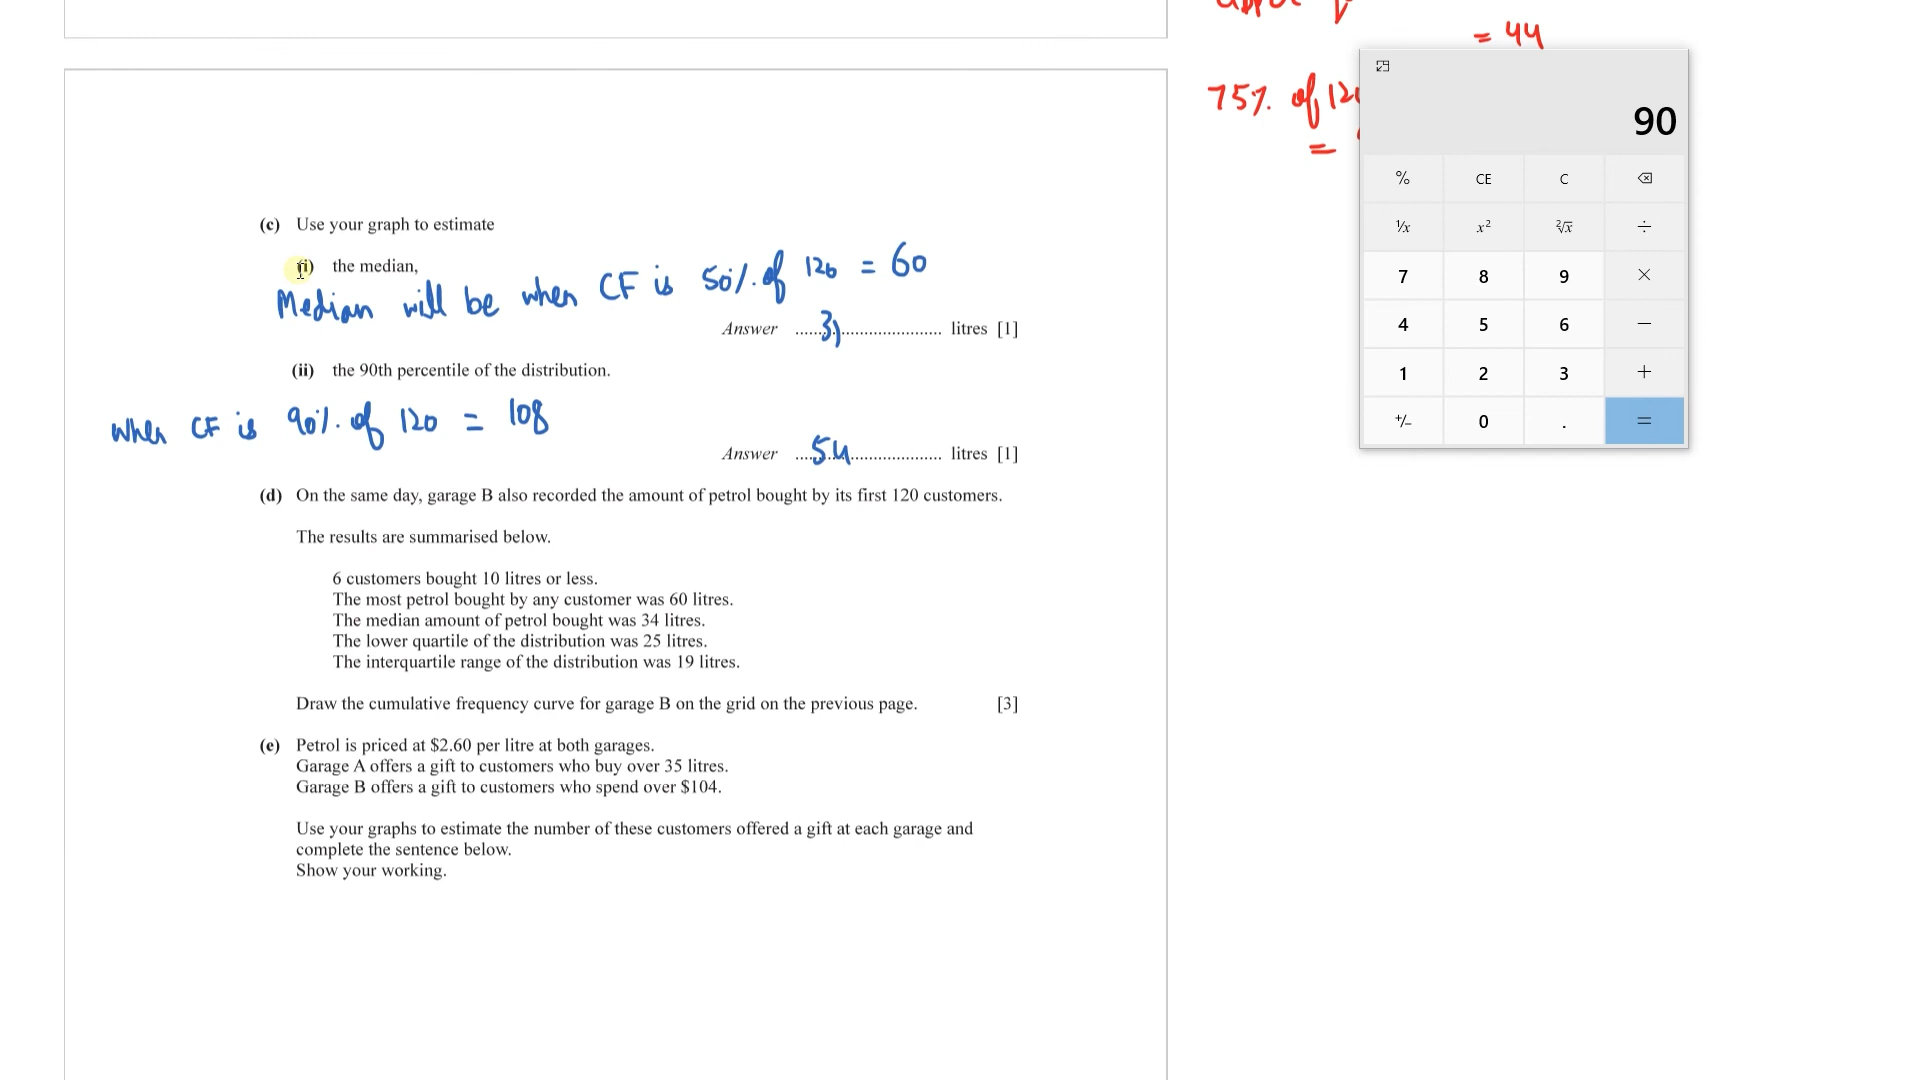 = 44
75% of 120
=
90
% CE C
1/x x² ²√x ÷
7 8 9 ×
4 5 6 −
1 2 3 +
+/− 0 . =
(c) Use your graph to estimate
(i) the median,
Median will be when CF is 50% of 120 = 60
Answer ......31...................... litres [1]
(ii) the 90th percentile of the distribution.
when CF is 90% of 120 = 108
Answer ....54...................... litres [1]
(d) On the same day, garage B also recorded the amount of petrol bought by its first 120 customers.
The results are summarised below.
6 customers bought 10 litres or less.
The most petrol bought by any customer was 60 litres.
The median amount of petrol bought was 34 litres.
The lower quartile of the distribution was 25 litres.
The interquartile range of the distribution was 19 litres.
Draw the cumulative frequency curve for garage B on the grid on the previous page. [3]
(e) Petrol is priced at $2.60 per litre at both garages.
Garage A offers a gift to customers who buy over 35 litres.
Garage B offers a gift to customers who spend over $104.
Use your graphs to estimate the number of these customers offered a gift at each garage and
complete the sentence below.
Show your working.